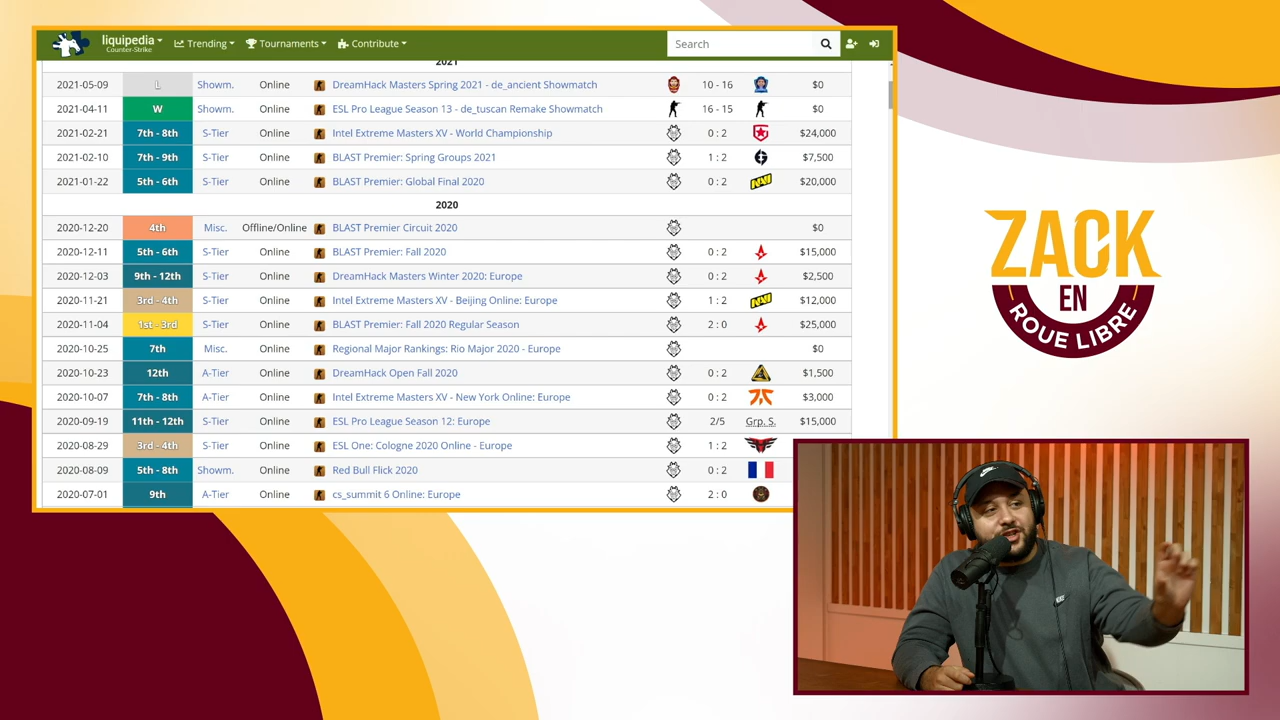 liquipedia
Counter-Strike
Trending
Tournaments
Contribute
Search
2021
2021-05-09 L Showm. Online DreamHack Masters Spring 2021 - de_ancient Showmatch 10 - 16 $0
2021-04-11 W Showm. Online ESL Pro League Season 13 - de_tuscan Remake Showmatch 16 - 15 $0
2021-02-21 7th - 8th S-Tier Online Intel Extreme Masters XV - World Championship 0 : 2 $24,000
2021-02-10 7th - 9th S-Tier Online BLAST Premier: Spring Groups 2021 1 : 2 $7,500
2021-01-22 5th - 6th S-Tier Online BLAST Premier: Global Final 2020 0 : 2 NAVI $20,000
2020
2020-12-20 4th Misc. Offline/Online BLAST Premier Circuit 2020 $0
2020-12-11 5th - 6th S-Tier Online BLAST Premier: Fall 2020 0 : 2 $15,000
2020-12-03 9th - 12th S-Tier Online DreamHack Masters Winter 2020: Europe 0 : 2 $2,500
2020-11-21 3rd - 4th S-Tier Online Intel Extreme Masters XV - Beijing Online: Europe 1 : 2 NAVI $12,000
2020-11-04 1st - 3rd S-Tier Online BLAST Premier: Fall 2020 Regular Season 2 : 0 $25,000
2020-10-25 7th Misc. Online Regional Major Rankings: Rio Major 2020 - Europe $0
2020-10-23 12th A-Tier Online DreamHack Open Fall 2020 0 : 2 $1,500
2020-10-07 7th - 8th A-Tier Online Intel Extreme Masters XV - New York Online: Europe 0 : 2 $3,000
2020-09-19 11th - 12th S-Tier Online ESL Pro League Season 12: Europe 2/5 Grp. S. $15,000
2020-08-29 3rd - 4th S-Tier Online ESL One: Cologne 2020 Online - Europe 1 : 2
2020-08-09 5th - 8th Showm. Online Red Bull Flick 2020 0 : 2
2020-07-01 9th A-Tier Online cs_summit 6 Online: Europe 2 : 0
ZACK
EN
ROUE LIBRE